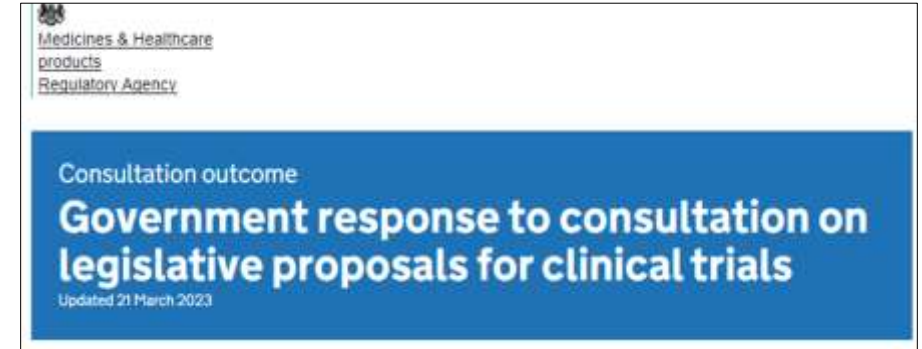 Medicines & Healthcare
products
Regulatory Agency
Consultation outcome
Government response to consultation on
legislative proposals for clinical trials
Updated 21 March 2023